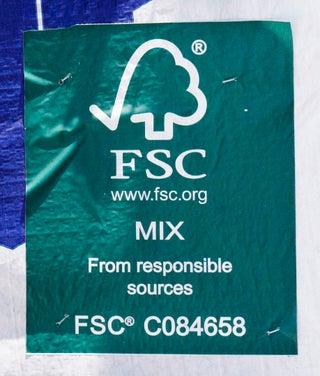 ®
FSC
www.fsc.org
MIX
From responsible
sources
FSC® C084658